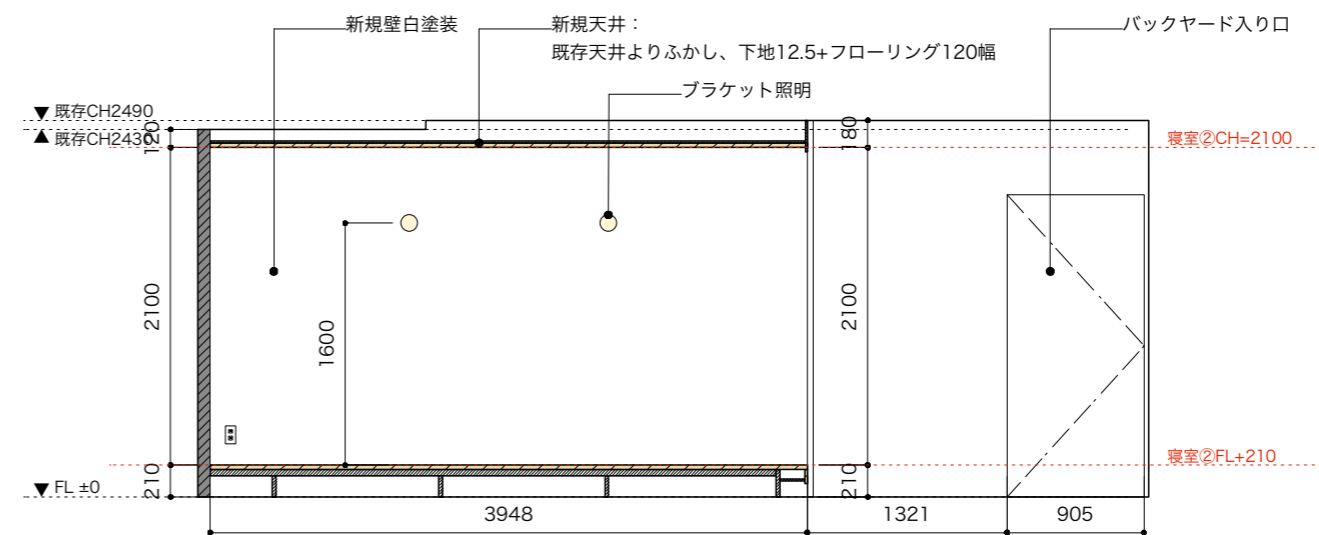 新規壁白塗装
新規天井：
既存天井よりふかし、下地12.5+フローリング120幅
バックヤード入り口
ブラケット照明
▼ 既存CH2490
▲ 既存CH2430
120
180
寝室②CH=2100
2100
1600
2100
寝室②FL+210
210
210
▼ FL ±0
3948
1321
905